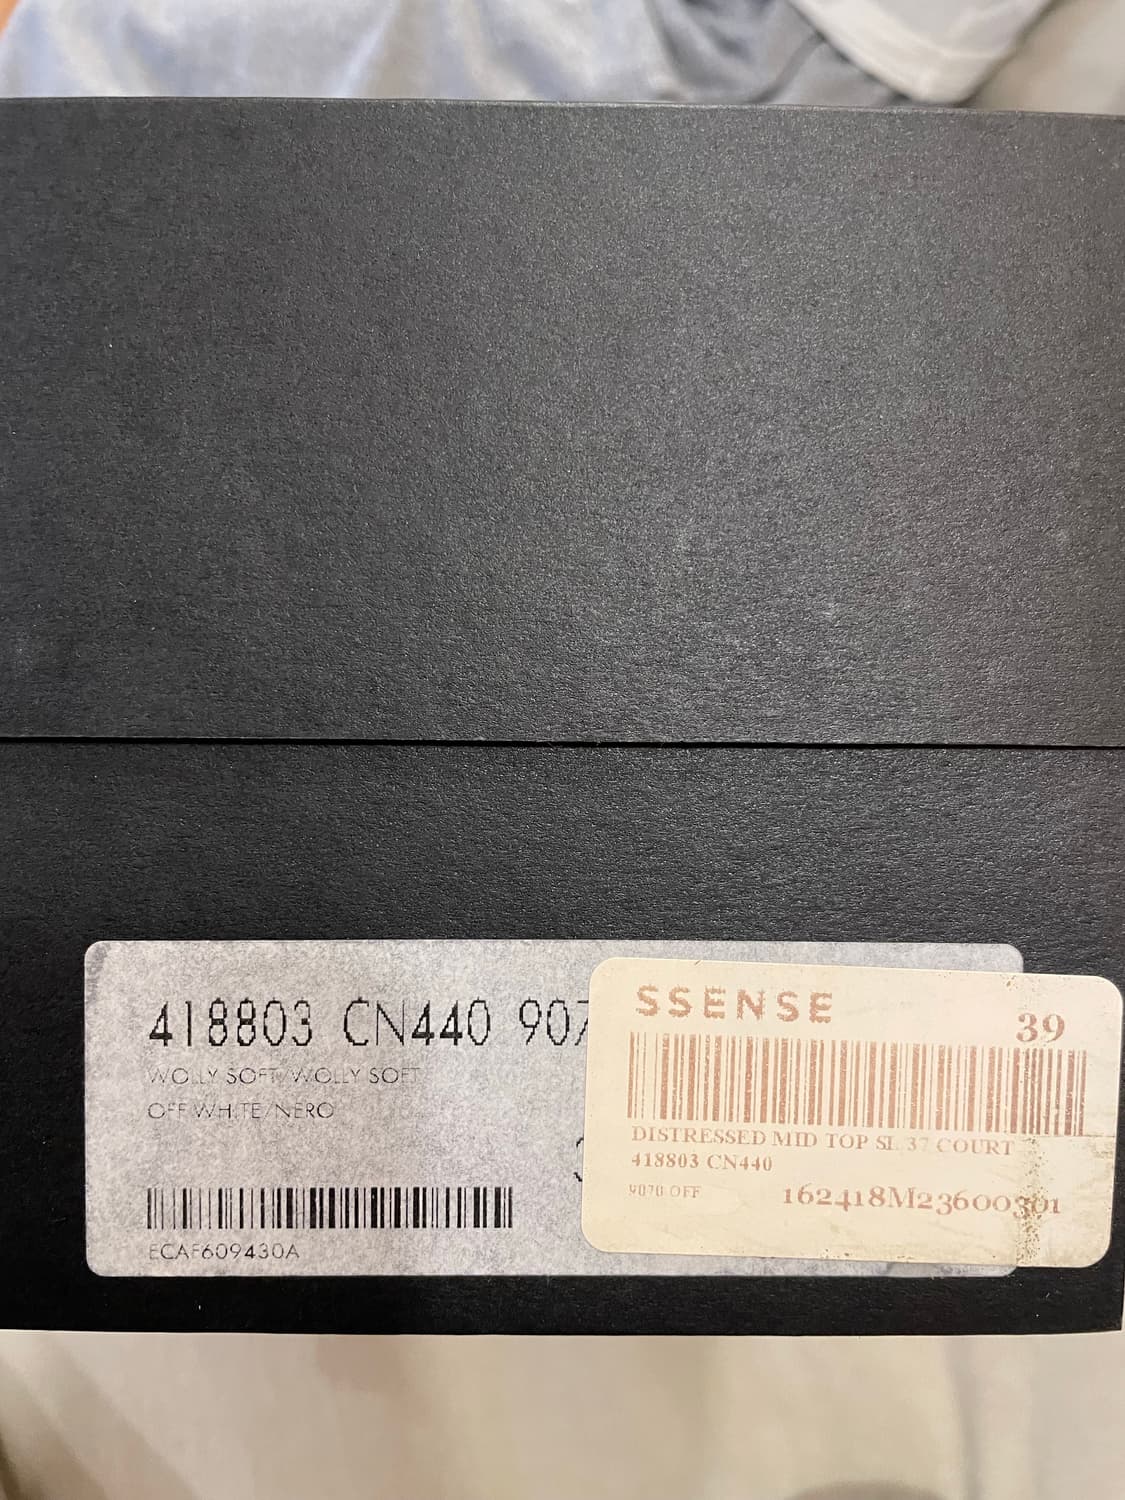 418803 CN440 907
WOLLY SOFT/WOLLY SOFT
OFF WHITE/NERO
ECAF609430A
SSENSE
39
DISTRESSED MID TOP SL 37 COURT
418803 CN440
9070 OFF
162418M23600301